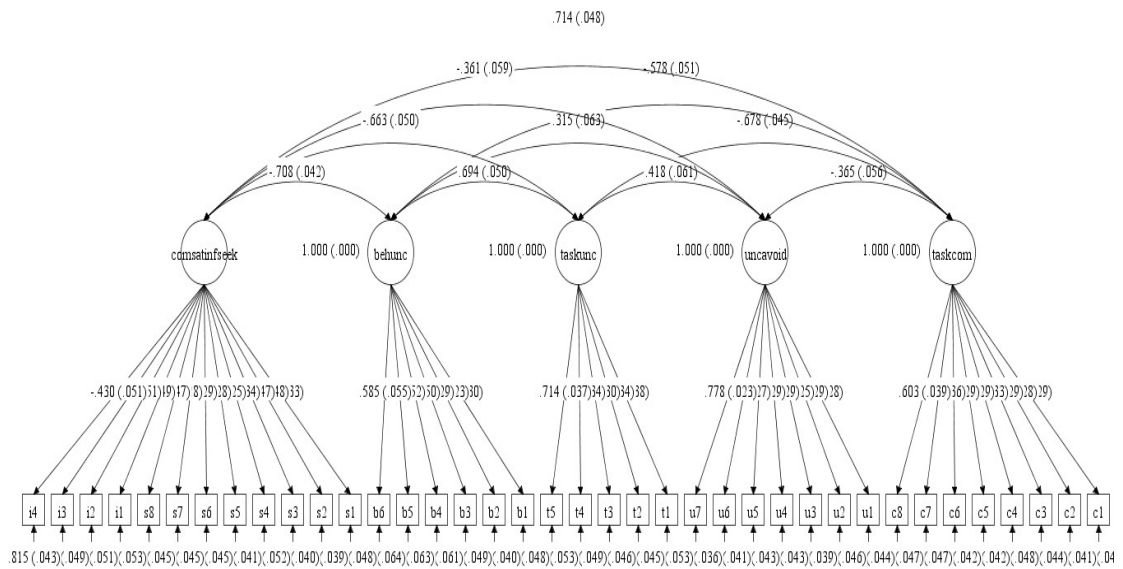 .714 (.048)
-.361 (.059) -.578 (.051)
-.663 (.050) .315 (.063) -.678 (.045)
-.708 (.042) .694 (.050) .418 (.061) -.365 (.056)
comsatinfseek 1.000 (.000) behunc 1.000 (.000) taskunc 1.000 (.000) uncavoid 1.000 (.000) taskcom
-.430 (.051) .585 (.055) .714 (.037) .778 (.023) .603 (.039)
i4 i3 i2 i1 s8 s7 s6 s5 s4 s3 s2 s1 b6 b5 b4 b3 b2 b1 t5 t4 t3 t2 t1 u7 u6 u5 u4 u3 u2 u1 c8 c7 c6 c5 c4 c3 c2 c1
.815 (.043)(.049)(.051)(.053)(.045)(.045)(.045)(.041)(.052)(.040)(.039)(.048)(.064)(.063)(.061)(.049)(.040)(.048)(.053)(.049)(.046)(.045)(.053)(.036)(.041)(.043)(.043)(.039)(.046)(.044)(.047)(.047)(.042)(.042)(.048)(.044)(.041)